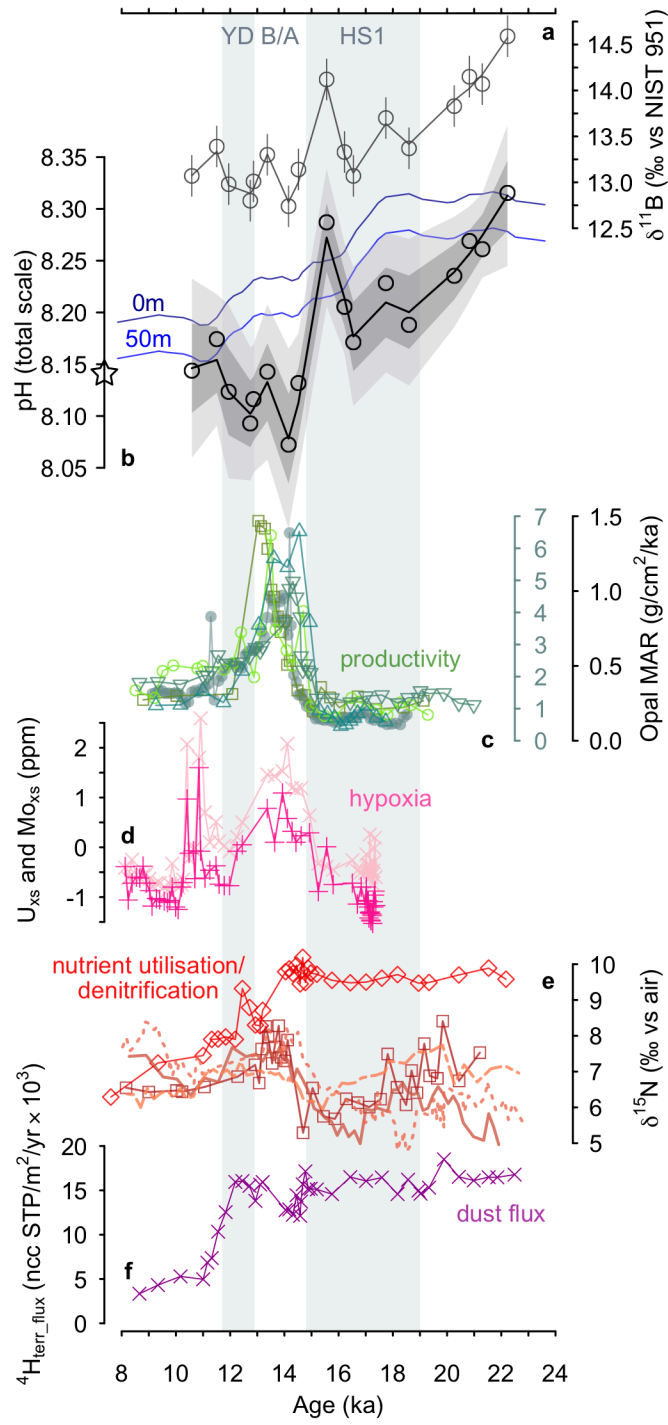 YD B/A HS1 a
14.5
14.0
13.5
13.0
12.5
δ¹¹B (‰ vs NIST 951)
8.35
8.30
8.25
8.20
8.15
8.10
8.05
pH (total scale)
0m
50m
b
7
6
5
4
3
2
1
0
1.5
1.0
0.5
0.0
Opal MAR (g/cm²/ka)
productivity
c
2
1
0
-1
U_xs and Mo_xs (ppm)
d
hypoxia
nutrient utilisation/
denitrification
e
10
9
8
7
6
5
δ¹⁵N (‰ vs air)
20
15
10
5
0
⁴H_terr_flux (ncc STP/m²/yr × 10³)
dust flux
f
8 10 12 14 16 18 20 22 24
Age (ka)